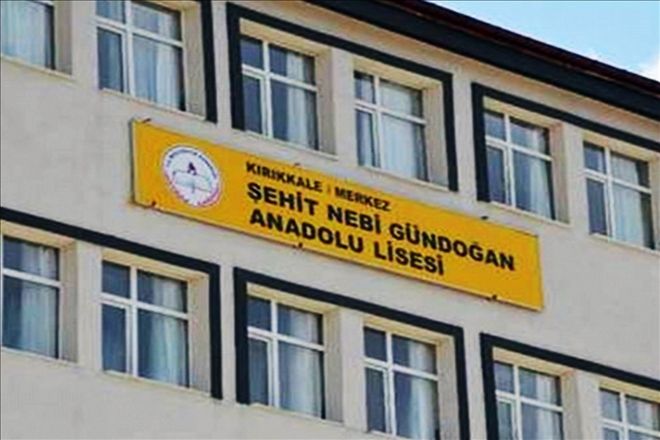 KIRIKKALE / MERKEZ
ŞEHİT NEBİ GÜNDOĞAN
ANADOLU LİSESİ